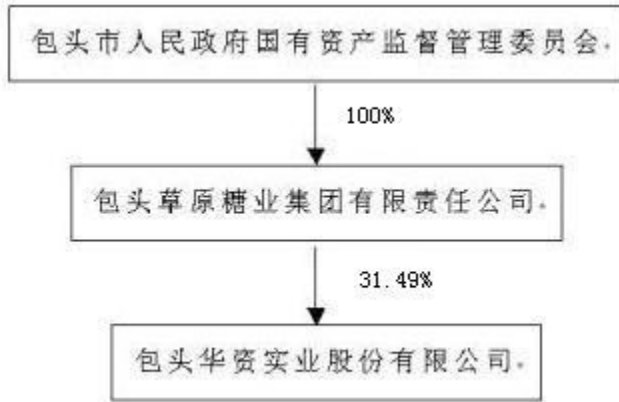 包头市人民政府国有资产监督管理委员会
100%
包头草原糖业集团有限责任公司
31.49%
包头华资实业股份有限公司